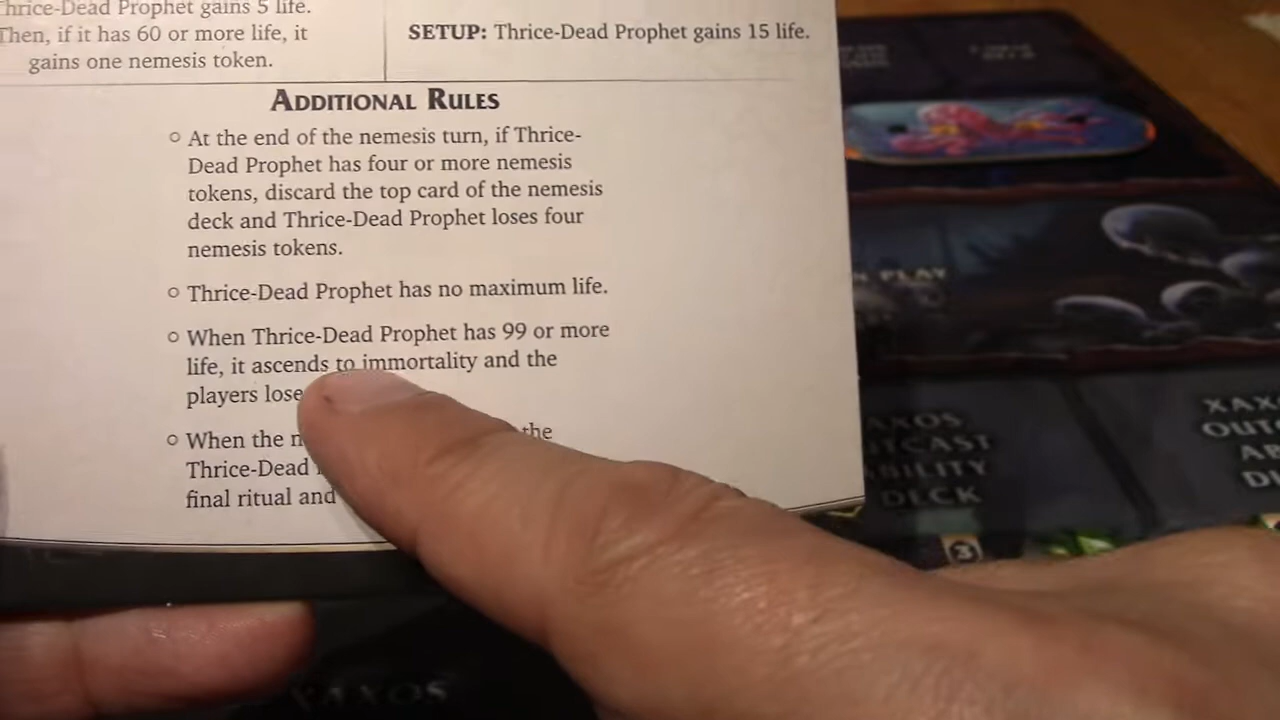 Thrice-Dead Prophet gains 5 life.
Then, if it has 60 or more life, it
gains one nemesis token.
SETUP: Thrice-Dead Prophet gains 15 life.
ADDITIONAL RULES
○ At the end of the nemesis turn, if Thrice-
Dead Prophet has four or more nemesis
tokens, discard the top card of the nemesis
deck and Thrice-Dead Prophet loses four
nemesis tokens.
○ Thrice-Dead Prophet has no maximum life.
○ When Thrice-Dead Prophet has 99 or more
life, it ascends to immortality and the
players lose
○ When the the
Thrice-Dead
final ritual and
PLAY
XAXOS
OUTCAST
ABILITY
DECK
3
XAXOS